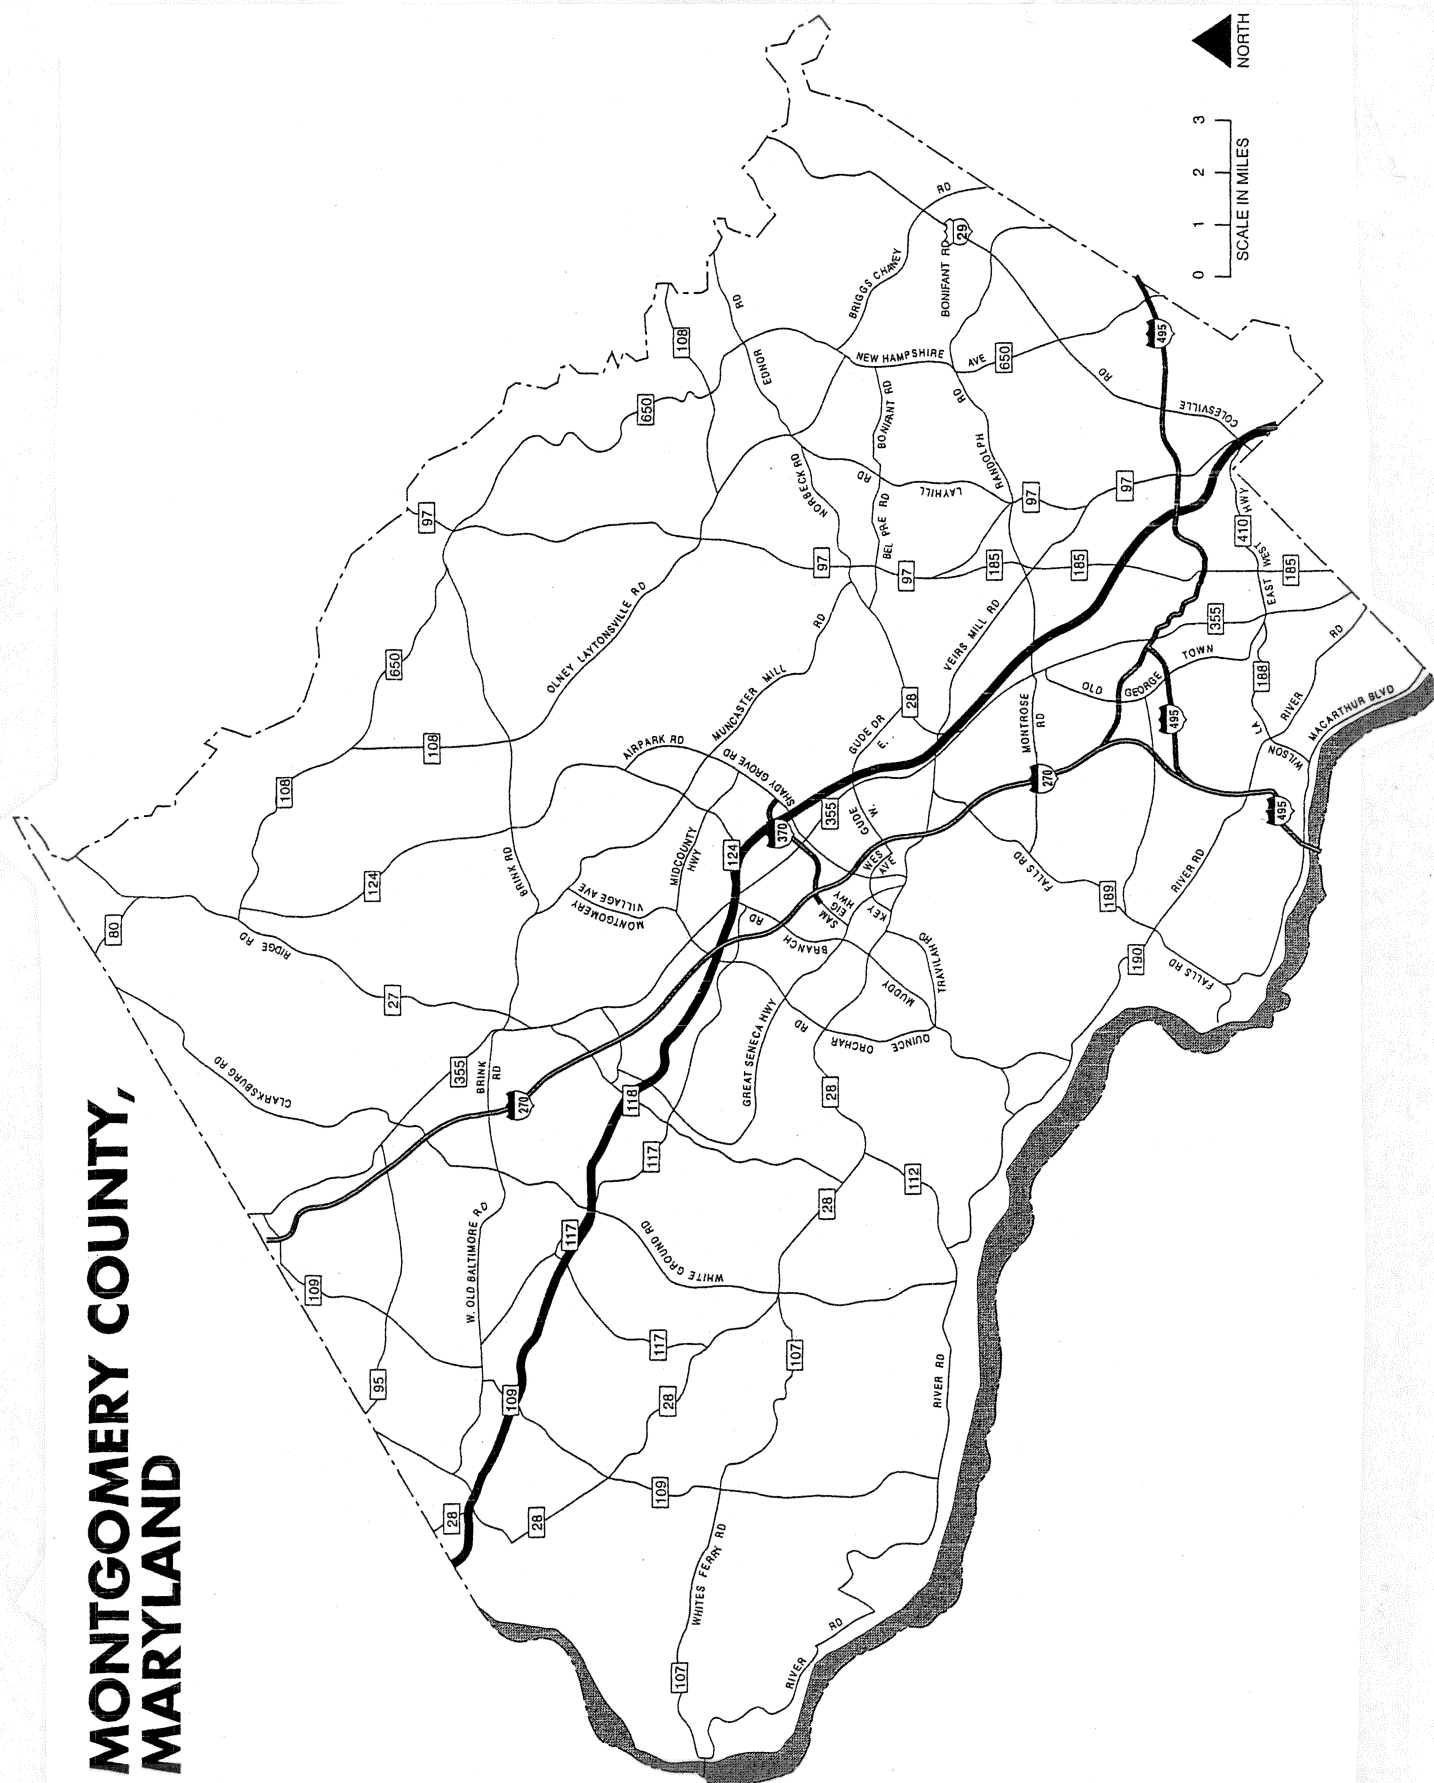 MONTGOMERY COUNTY,
MARYLAND
NORTH
0 1 2 3
SCALE IN MILES
80
RIDGE RD
27
CLARKSBURG RD
355
BRINK
RD
270
109
95
W. OLD BALTIMORE RD
109
28
28
117
117
118
117
WHITE GROUND RD
28
109
107
WHITES FERRY RD
107
RIVER RD
RIVER RD
28
112
28
GREAT SENECA HWY
QUINCE ORCHAR RD
MUDDY BRANCH RD
TRAVILAH RD
108
124
108
650
97
BRINK RD
MONTGOMERY VILLAGE AVE
MIDCOUNTY
HWY
124
AIRPARK RD
SHADY GROVE RD
MUNCASTER MILL RD
OLNEY LAYTONSVILLE RD
650
108
EDNOR RD
NORBECK RD
97
97
BEL PRE RD
BONIFANT RD
LAYHILL RD
BRIGGS CHANEY RD
BONIFANT RD
29
NEW HAMPSHIRE AVE
650
RANDOLPH RD
97
97
185
185
185
VEIRS MILL RD
28
GUDE DR
E.
355
370
GUDE
W.
WES
AVE
KEY
SAM
EIG
HWY
270
MONTROSE
RD
FALLS RD
189
RIVER RD
190
FALLS RD
OLD
GEORGE
TOWN
355
495
495
495
COLESVILLE RD
410
EAST WEST HWY
188
RIVER RD
WILSON LA
MACARTHUR BLVD